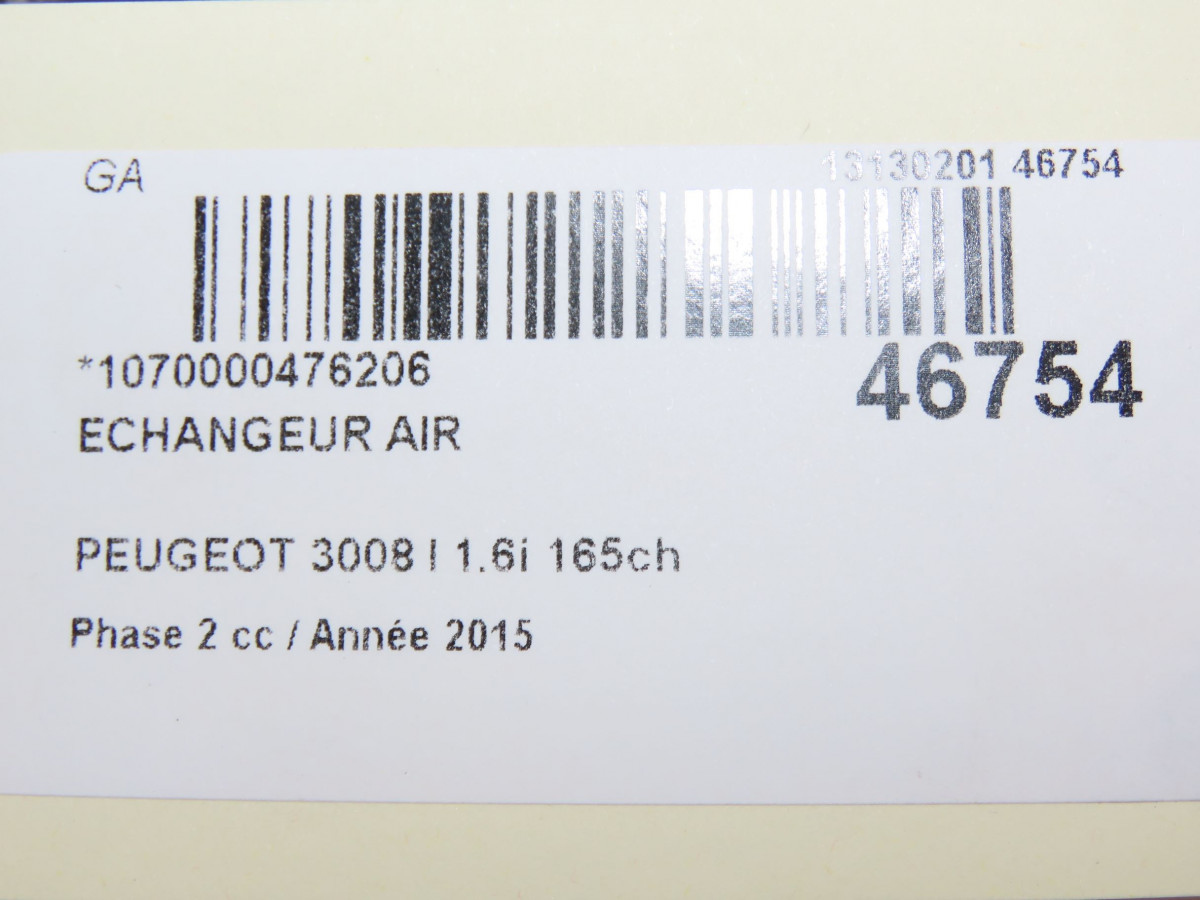 GA
13130201 46754
*1070000476206
46754
ECHANGEUR AIR
PEUGEOT 3008 I 1.6i 165ch
Phase 2 cc / Année 2015